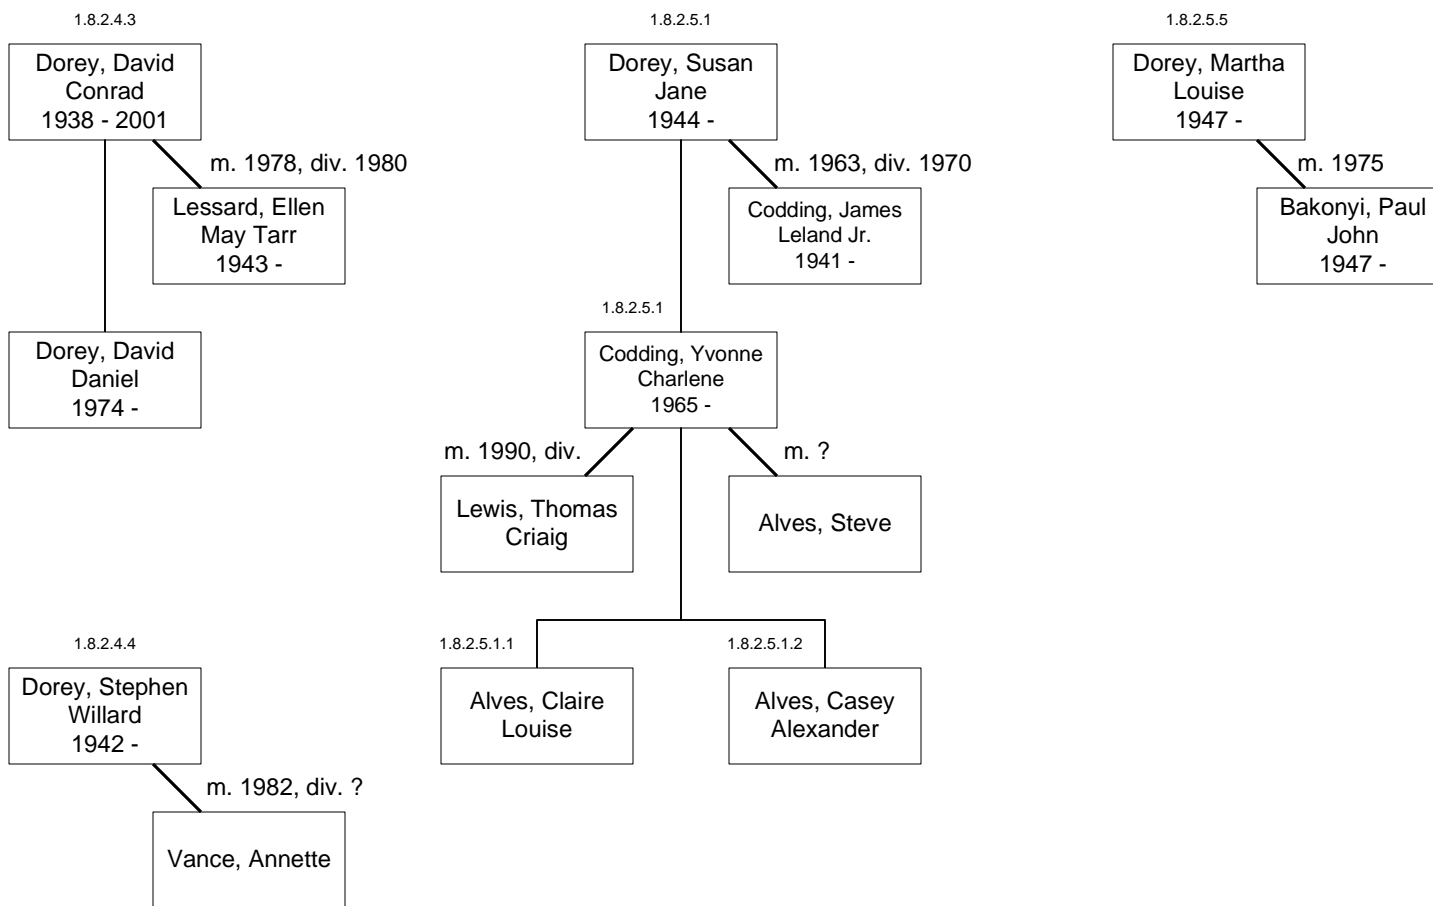 1.8.2.4.3
Dorey, David
Conrad
1938 - 2001
m. 1978, div. 1980
Lessard, Ellen
May Tarr
1943 -
Dorey, David
Daniel
1974 -
1.8.2.4.4
Dorey, Stephen
Willard
1942 -
m. 1982, div. ?
Vance, Annette
1.8.2.5.1
Dorey, Susan
Jane
1944 -
m. 1963, div. 1970
Codding, James
Leland Jr.
1941 -
1.8.2.5.1
Codding, Yvonne
Charlene
1965 -
m. 1990, div.
Lewis, Thomas
Criaig
m. ?
Alves, Steve
1.8.2.5.1.1
Alves, Claire
Louise
1.8.2.5.1.2
Alves, Casey
Alexander
1.8.2.5.5
Dorey, Martha
Louise
1947 -
m. 1975
Bakonyi, Paul
John
1947 -